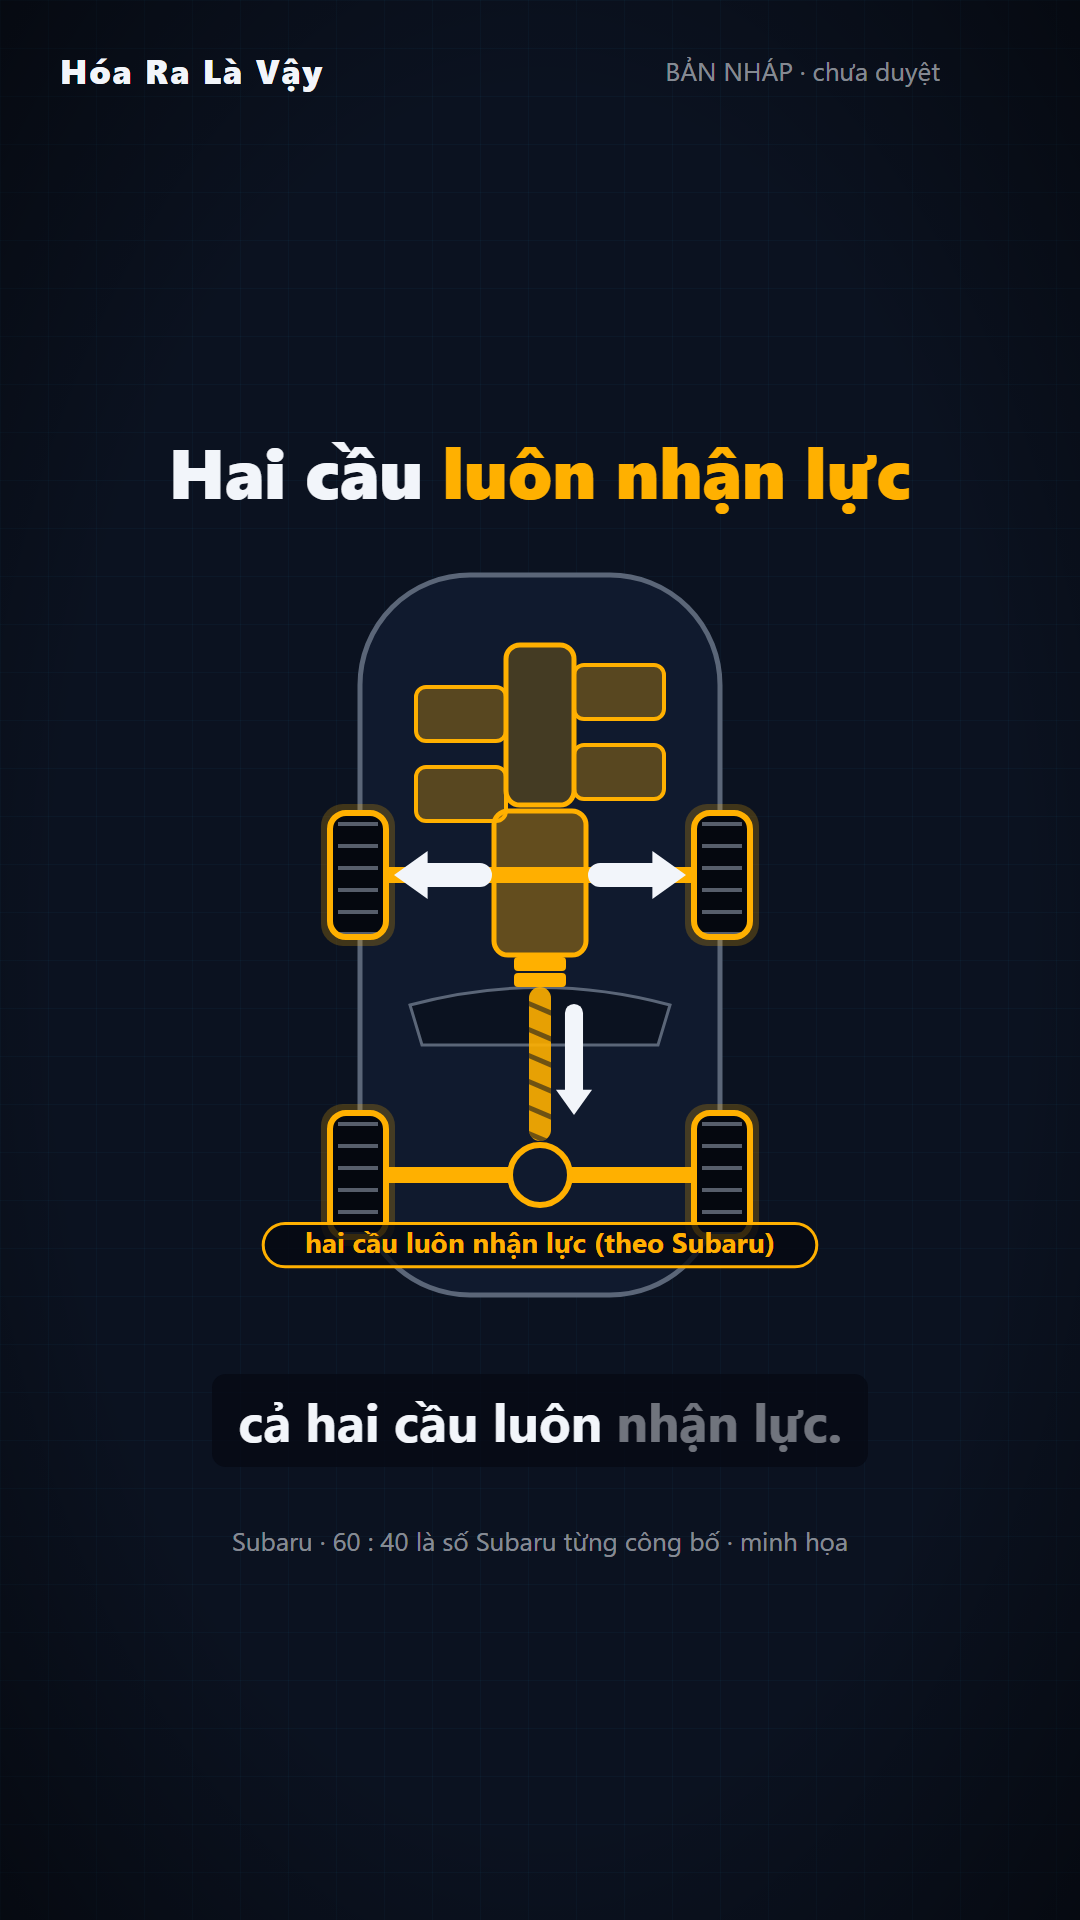 Hóa Ra Là Vậy
BẢN NHÁP · chưa duyệt
Hai cầu luôn nhận lực
hai cầu luôn nhận lực (theo Subaru)
cả hai cầu luôn nhận lực.
Subaru · 60 : 40 là số Subaru từng công bố · minh họa